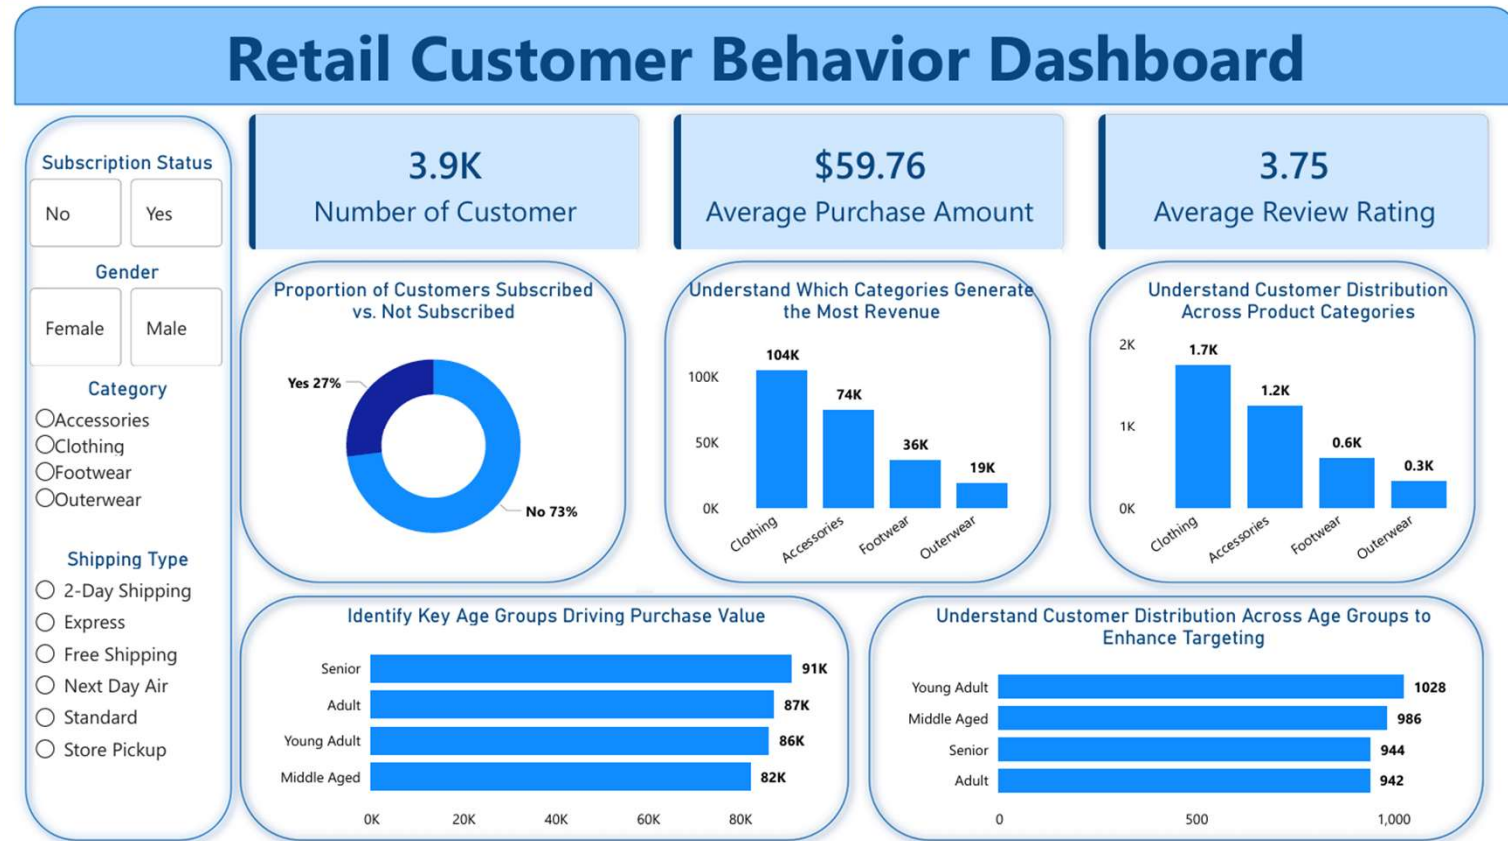 Retail Customer Behavior Dashboard
Subscription Status
No
Yes
Gender
Female
Male
Category
Accessories
Clothing
Footwear
Outerwear
Shipping Type
2-Day Shipping
Express
Free Shipping
Next Day Air
Standard
Store Pickup
3.9K
Number of Customer
$59.76
Average Purchase Amount
3.75
Average Review Rating
Proportion of Customers Subscribed
vs. Not Subscribed
Yes 27%
No 73%
Understand Which Categories Generate
the Most Revenue
100K
50K
0K
104K
74K
36K
19K
Clothing
Accessories
Footwear
Outerwear
Understand Customer Distribution
Across Product Categories
2K
1K
0K
1.7K
1.2K
0.6K
0.3K
Clothing
Accessories
Footwear
Outerwear
Identify Key Age Groups Driving Purchase Value
Senior
91K
Adult
87K
Young Adult
86K
Middle Aged
82K
0K
20K
40K
60K
80K
Understand Customer Distribution Across Age Groups to
Enhance Targeting
Young Adult
1028
Middle Aged
986
Senior
944
Adult
942
0
500
1,000